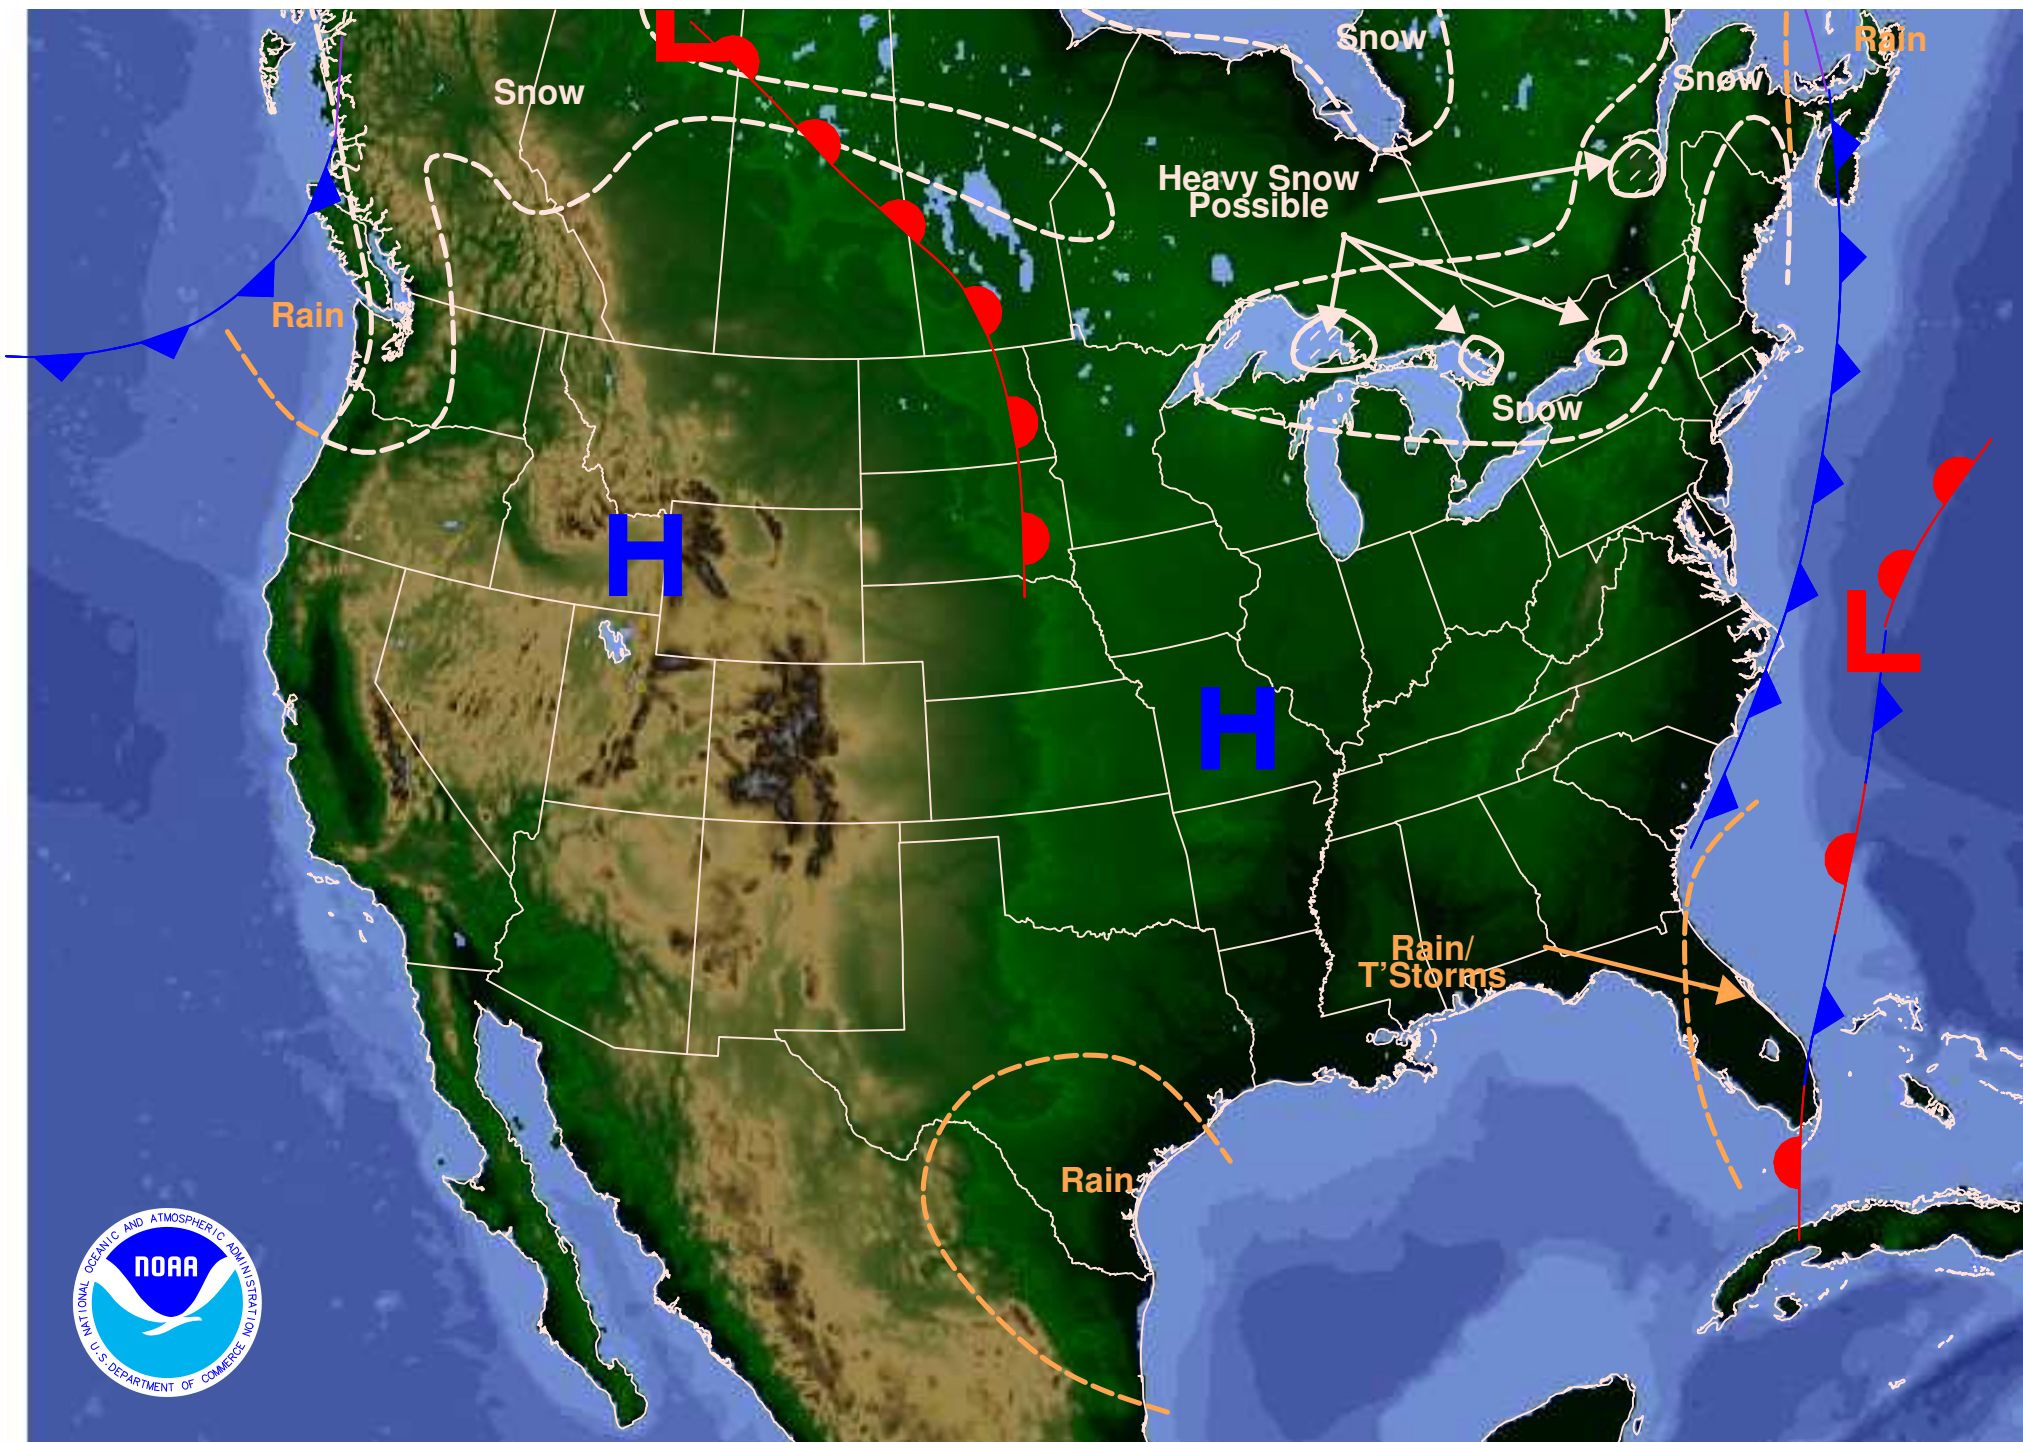 L
Snow
Rain
Snow
Snow
Heavy Snow
Possible
Rain
Snow
H
L
H
Rain/
T'Storms
Rain
NATIONAL OCEANIC AND ATMOSPHERIC ADMINISTRATION
NOAA
U.S. DEPARTMENT OF COMMERCE